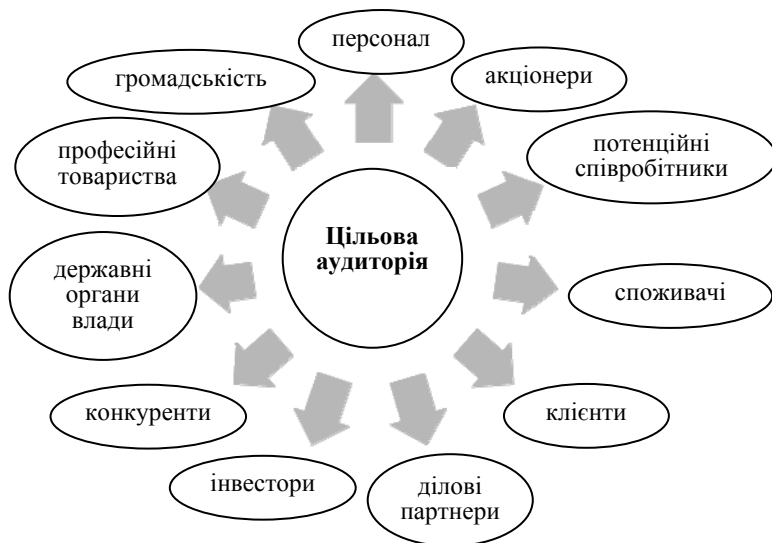 персонал
акціонери
громадськість
потенційні
співробітники
професійні
товариства
Цільова
аудиторія
державні
органи
влади
споживачі
конкуренти
клієнти
інвестори
ділові
партнери